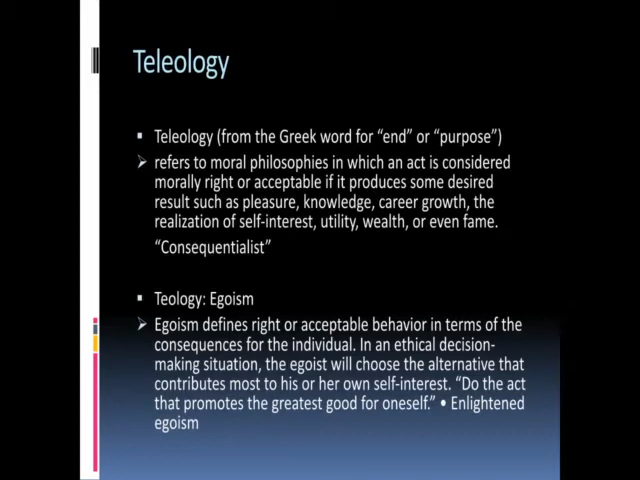 Teleology
▪ Teleology (from the Greek word for “end” or “purpose”)
➢ refers to moral philosophies in which an act is considered
morally right or acceptable if it produces some desired
result such as pleasure, knowledge, career growth, the
realization of self-interest, utility, wealth, or even fame.
“Consequentialist”
▪ Teology: Egoism
➢ Egoism defines right or acceptable behavior in terms of the
consequences for the individual. In an ethical decision-
making situation, the egoist will choose the alternative that
contributes most to his or her own self-interest. “Do the act
that promotes the greatest good for oneself.” • Enlightened
egoism